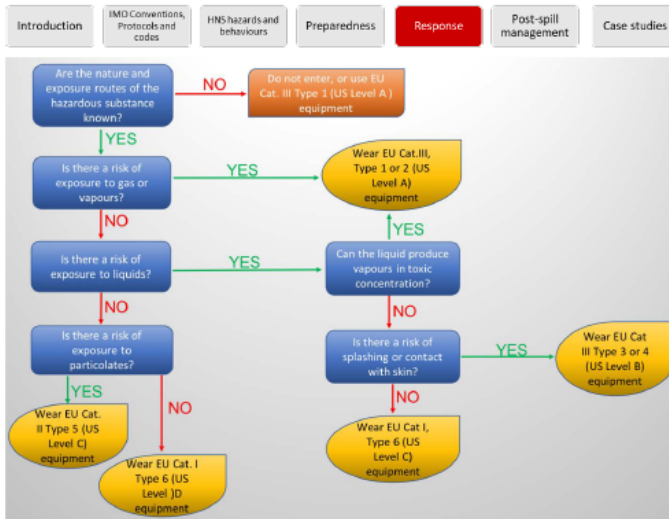 Introduction
IMO Conventions,
Protocols and
codes
HNS hazards and
behaviours
Preparedness
Response
Post-spill
management
Case studies
Are the nature and
exposure routes of the
hazardous substance
known?
NO
Do not enter, or use EU
Cat. III Type 1 (US Level A )
equipment
YES
Is there a risk of
exposure to gas or
vapours?
YES
Wear EU Cat.III,
Type 1 or 2 (US
Level A)
equipment
NO
YES
Is there a risk of
exposure to liquids?
YES
Can the liquid produce
vapours in toxic
concentration?
NO
NO
Is there a risk of
exposure to
particolates?
Is there a risk of
splashing or contact
with skin?
YES
Wear EU Cat
III Type 3 or 4
(US Level B)
equipment
YES
NO
NO
Wear EU Cat.
II Type 5 (US
Level C)
equipment
Wear EU Cat I,
Type 6 (US
Level C)
equipment
Wear EU Cat. I
Type 6 (US
Level )D
equipment